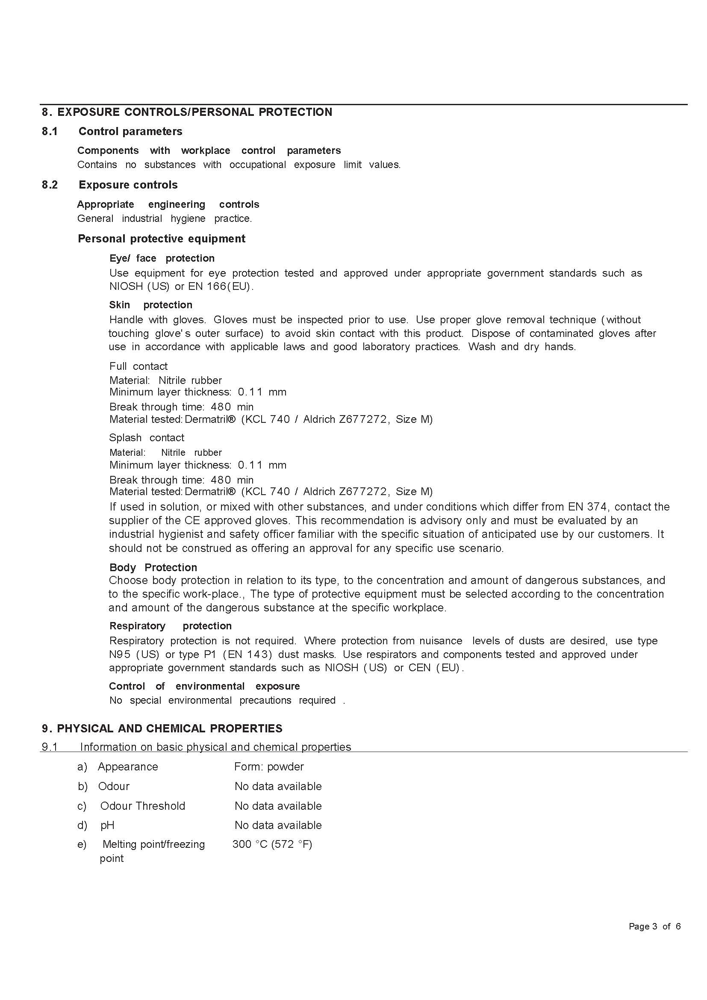 8. EXPOSURE CONTROLS/PERSONAL PROTECTION
8.1 Control parameters
Components with workplace control parameters
Contains no substances with occupational exposure limit values.
8.2 Exposure controls
Appropriate engineering controls
General industrial hygiene practice.
Personal protective equipment
Eye/ face protection
Use equipment for eye protection tested and approved under appropriate government standards such as
NIOSH (US) or EN 166(EU).
Skin protection
Handle with gloves. Gloves must be inspected prior to use. Use proper glove removal technique (without
touching glove's outer surface) to avoid skin contact with this product. Dispose of contaminated gloves after
use in accordance with applicable laws and good laboratory practices. Wash and dry hands.
Full contact
Material: Nitrile rubber
Minimum layer thickness: 0.11 mm
Break through time: 480 min
Material tested: Dermatril® (KCL 740 / Aldrich Z677272, Size M)
Splash contact
Material: Nitrile rubber
Minimum layer thickness: 0.11 mm
Break through time: 480 min
Material tested: Dermatril® (KCL 740 / Aldrich Z677272, Size M)
If used in solution, or mixed with other substances, and under conditions which differ from EN 374, contact the
supplier of the CE approved gloves. This recommendation is advisory only and must be evaluated by an
industrial hygienist and safety officer familiar with the specific situation of anticipated use by our customers. It
should not be construed as offering an approval for any specific use scenario.
Body Protection
Choose body protection in relation to its type, to the concentration and amount of dangerous substances, and
to the specific work-place., The type of protective equipment must be selected according to the concentration
and amount of the dangerous substance at the specific workplace.
Respiratory protection
Respiratory protection is not required. Where protection from nuisance levels of dusts are desired, use type
N95 (US) or type P1 (EN 143) dust masks. Use respirators and components tested and approved under
appropriate government standards such as NIOSH (US) or CEN (EU).
Control of environmental exposure
No special environmental precautions required .
9. PHYSICAL AND CHEMICAL PROPERTIES
9.1 Information on basic physical and chemical properties
a) Appearance Form: powder
b) Odour No data available
c) Odour Threshold No data available
d) pH No data available
e) Melting point/freezing 300 °C (572 °F)
point
Page 3 of 6